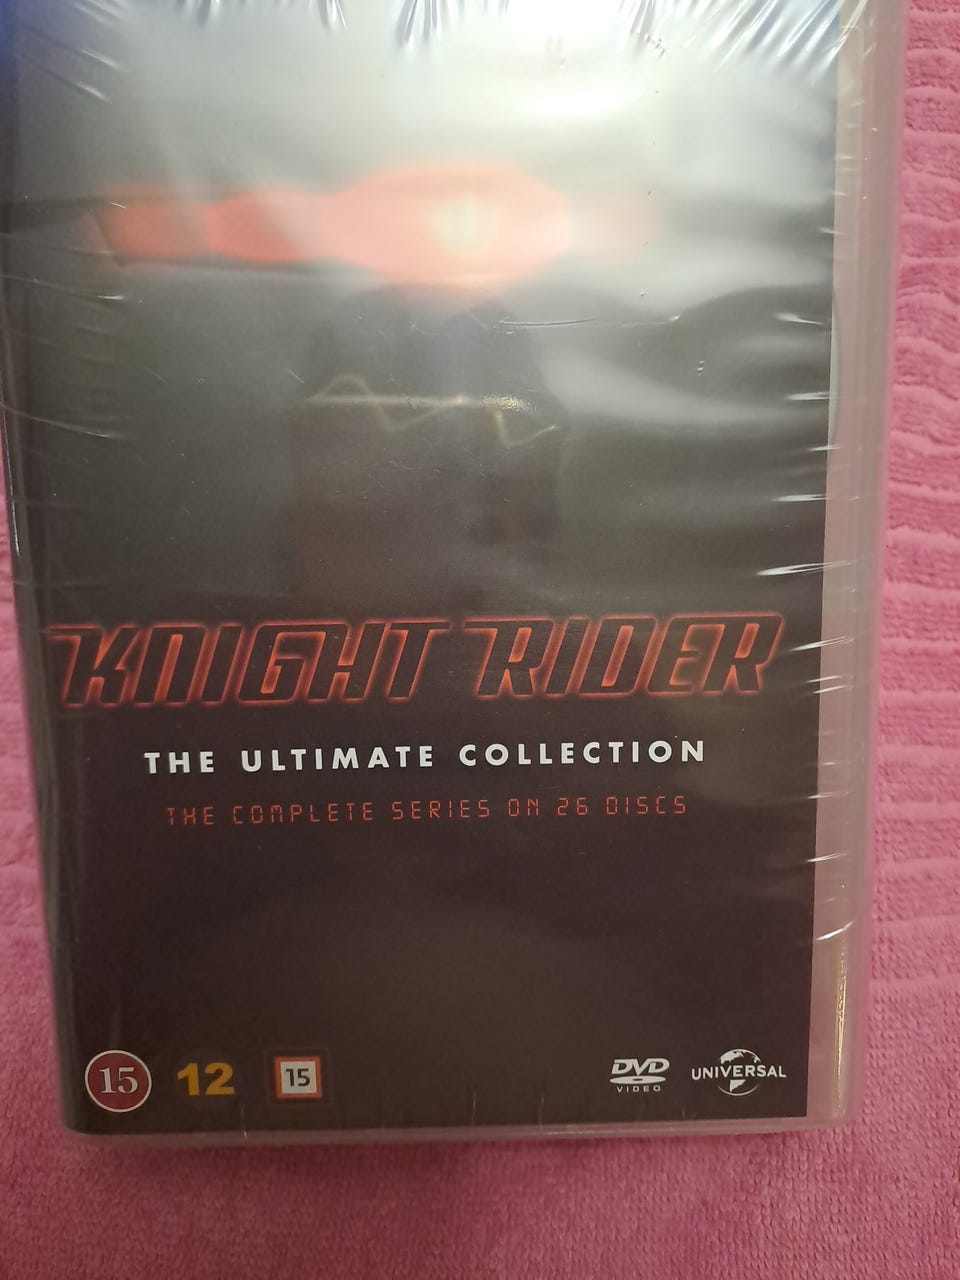 KNIGHT RIDER
THE ULTIMATE COLLECTION
THE COMPLETE SERIES ON 26 DISCS
15 12 15
DVD
VIDEO
UNIVERSAL